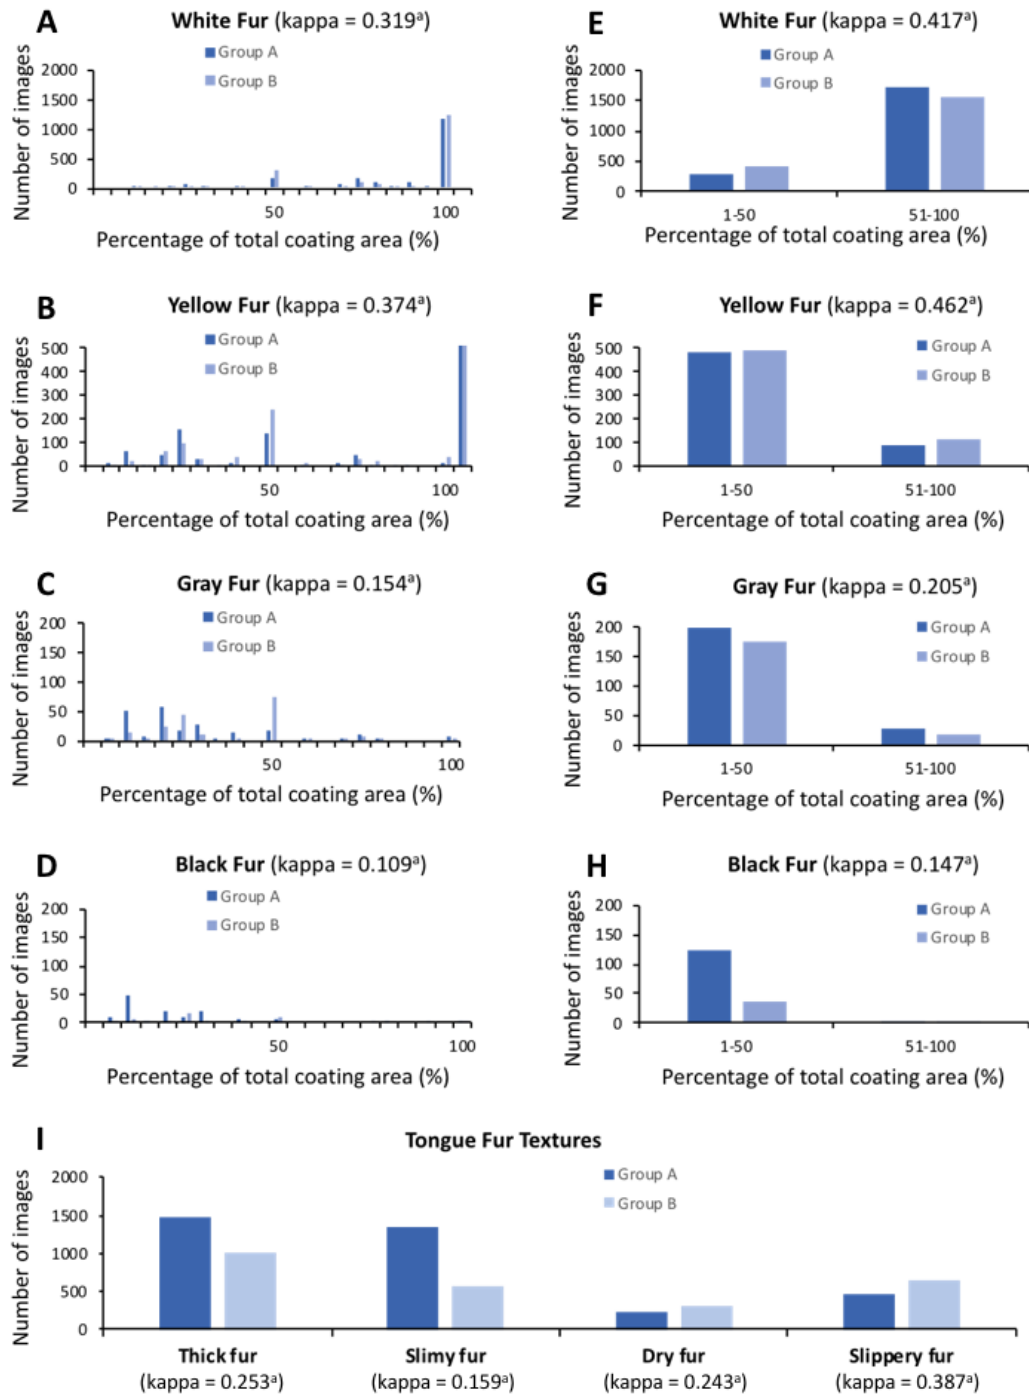 A
White Fur (kappa = 0.319ᵃ)
Group A
Group B
Number of images
2000
1500
1000
500
0
50
100
Percentage of total coating area (%)
E
White Fur (kappa = 0.417ᵃ)
Group A
Group B
Number of images
2000
1500
1000
500
0
1-50
51-100
Percentage of total coating area (%)
B
Yellow Fur (kappa = 0.374ᵃ)
Group A
Group B
Number of images
500
400
300
200
100
0
50
100
Percentage of total coating area (%)
F
Yellow Fur (kappa = 0.462ᵃ)
Group A
Group B
Number of images
500
400
300
200
100
0
1-50
51-100
Percentage of total coating area (%)
C
Gray Fur (kappa = 0.154ᵃ)
Group A
Group B
Number of images
200
150
100
50
0
50
100
Percentage of total coating area (%)
G
Gray Fur (kappa = 0.205ᵃ)
Group A
Group B
Number of images
200
150
100
50
0
1-50
51-100
Percentage of total coating area (%)
D
Black Fur (kappa = 0.109ᵃ)
Group A
Group B
Number of images
200
150
100
50
0
50
100
Percentage of total coating area (%)
H
Black Fur (kappa = 0.147ᵃ)
Group A
Group B
Number of images
200
150
100
50
0
1-50
51-100
Percentage of total coating area (%)
I
Tongue Fur Textures
Group A
Group B
Number of images
2000
1500
1000
500
0
Thick fur
(kappa = 0.253ᵃ)
Slimy fur
(kappa = 0.159ᵃ)
Dry fur
(kappa = 0.243ᵃ)
Slippery fur
(kappa = 0.387ᵃ)